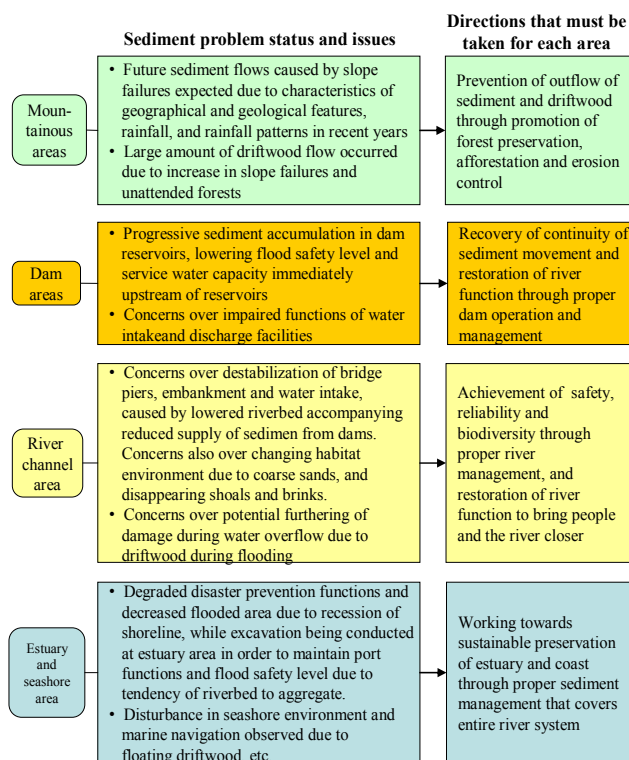 Sediment problem status and issues
Directions that must be
taken for each area
Moun-
tainous
areas
• Future sediment flows caused by slope
failures expected due to characteristics of
geographical and geological features,
rainfall, and rainfall patterns in recent years
• Large amount of driftwood flow occurred
due to increase in slope failures and
unattended forests
Prevention of outflow of
sediment and driftwood
through promotion of
forest preservation,
afforestation and erosion
control
Dam
areas
• Progressive sediment accumulation in dam
reservoirs, lowering flood safety level and
service water capacity immediately
upstream of reservoirs
• Concerns over impaired functions of water
intakeand discharge facilities
Recovery of continuity of
sediment movement and
restoration of river
function through proper
dam operation and
management
River
channel
area
• Concerns over destabilization of bridge
piers, embankment and water intake,
caused by lowered riverbed accompanying
reduced supply of sedimen from dams.
Concerns also over changing habitat
environment due to coarse sands, and
disappearing shoals and brinks.
• Concerns over potential furthering of
damage during water overflow due to
driftwood during flooding
Achievement of safety,
reliability and
biodiversity through
proper river
management, and
restoration of river
function to bring people
and the river closer
Estuary
and
seashore
area
• Degraded disaster prevention functions and
decreased flooded area due to recession of
shoreline, while excavation being conducted
at estuary area in order to maintain port
functions and flood safety level due to
tendency of riverbed to aggregate.
• Disturbance in seashore environment and
marine navigation observed due to
floating driftwood, etc
Working towards
sustainable preservation
of estuary and coast
through proper sediment
management that covers
entire river system